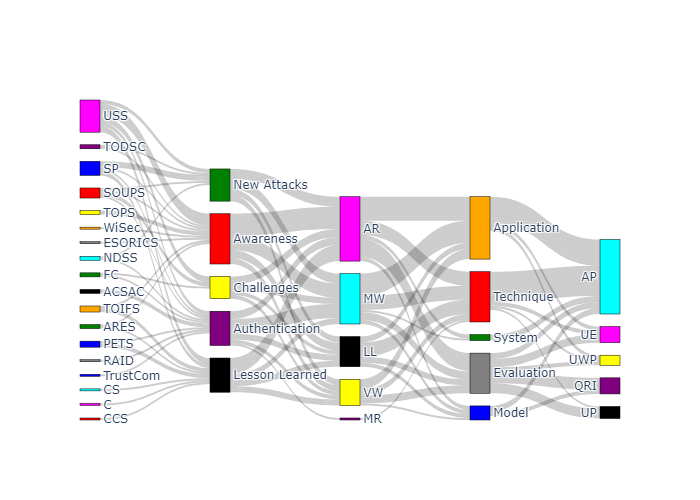 USS
TODSC
SP
SOUPS
TOPS
WiSec
ESORICS
NDSS
FC
ACSAC
TOIFS
ARES
PETS
RAID
TrustCom
CS
C
CCS
New Attacks
Awareness
Challenges
Authentication
Lesson Learned
AR
MW
LL
VW
MR
Application
Technique
System
Evaluation
Model
AP
UE
UWP
QRI
UP